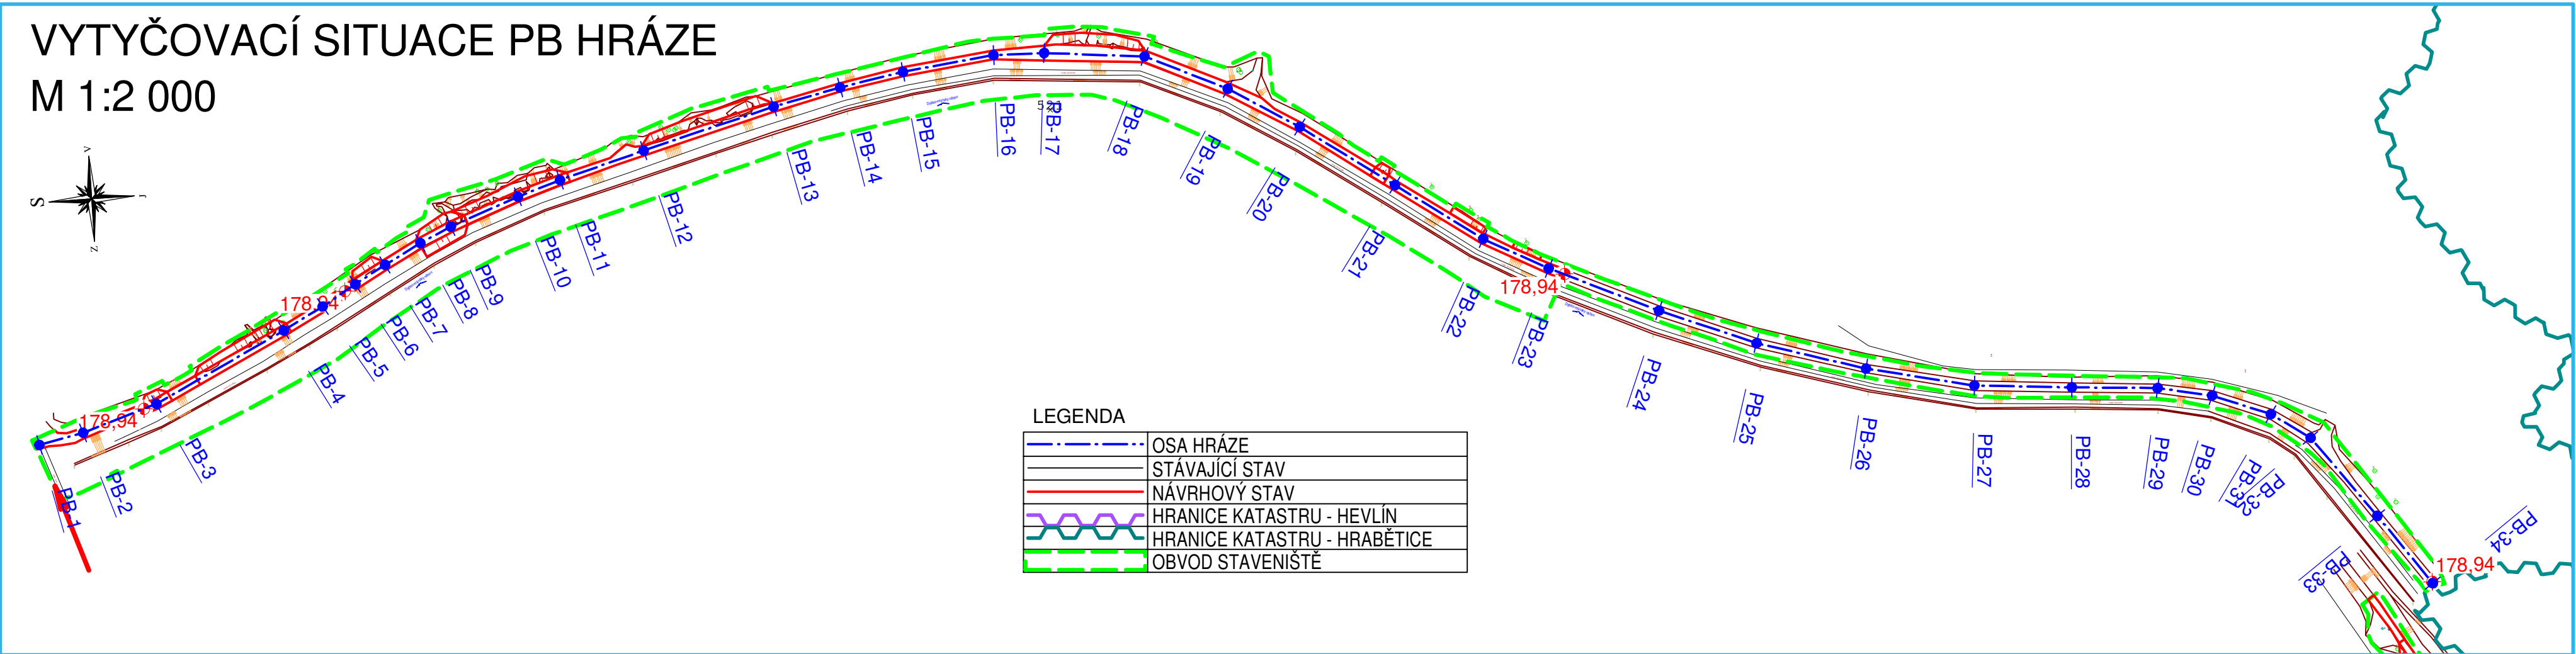 VYTYČOVACÍ SITUACE PB HRÁZE
M 1:2 000
V
S
J
Z
178,94
178,94
178,94
178,94
PB-1
PB-2
PB-3
PB-4
PB-5
PB-6
PB-7
PB-8
PB-9
PB-10
PB-11
PB-12
PB-13
PB-14
PB-15
PB-16
PB-17
PB-18
PB-19
PB-20
PB-21
PB-22
PB-23
PB-24
PB-25
PB-26
PB-27
PB-28
PB-29
PB-30
PB-31
PB-32
PB-33
PB-34
LEGENDA
OSA HRÁZE
STÁVAJÍCÍ STAV
NÁVRHOVÝ STAV
HRANICE KATASTRU - HEVLÍN
HRANICE KATASTRU - HRABĚTICE
OBVOD STAVENIŠTĚ